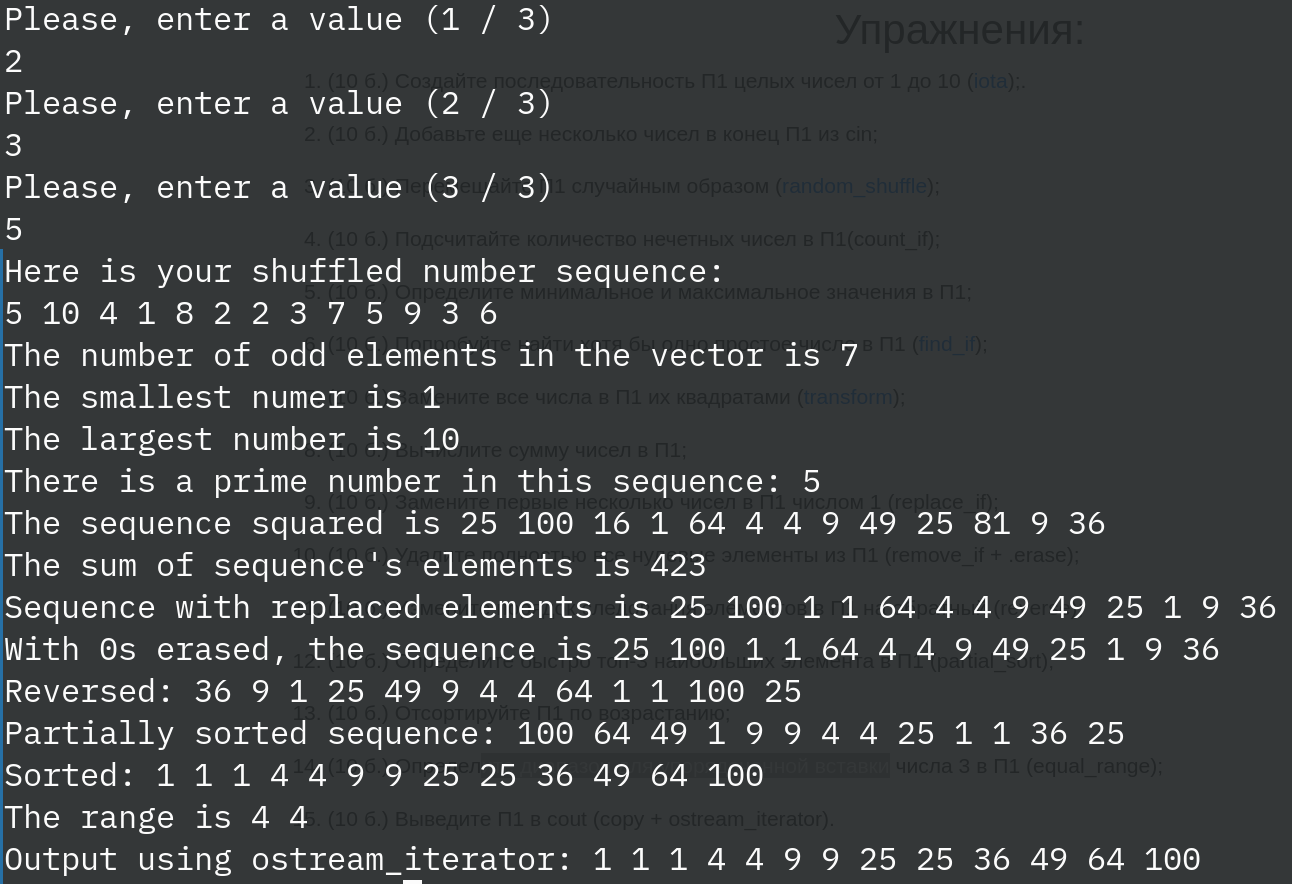 Please, enter a value (1 / 3)
2
Please, enter a value (2 / 3)
3
Please, enter a value (3 / 3)
5
Here is your shuffled number sequence:
5 10 4 1 8 2 2 3 7 5 9 3 6
The number of odd elements in the vector is 7
The smallest numer is 1
The largest number is 10
There is a prime number in this sequence: 5
The sequence squared is 25 100 16 1 64 4 4 9 49 25 81 9 36
The sum of sequence s elements is 423
Sequence with replaced elements is 25 100 1 1 64 4 4 9 49 25 1 9 36
With 0s erased, the sequence is 25 100 1 1 64 4 4 9 49 25 1 9 36
Reversed: 36 9 1 25 49 9 4 4 64 1 1 100 25
Partially sorted sequence: 100 64 49 1 9 9 4 4 25 1 1 36 25
Sorted: 1 1 1 4 4 9 9 25 25 36 49 64 100
The range is 4 4
Output using ostream_iterator: 1 1 1 4 4 9 9 25 25 36 49 64 100
Упражнения:
1. (10 б.) Создайте последовательность П1 целых чисел от 1 до 10 (iota);.
2. (10 б.) Добавьте еще несколько чисел в конец П1 из cin;
П1 случайным образом (random_shuffle);
4. (10 б.) Подсчитайте количество нечетных чисел в П1(count_if);
5. (10 б.) Определите минимальное и максимальное значения в П1;
6. (10 б.) Попробуйте найти хотя бы одно простое число в П1 (find_if);
(10 б.) Замените все числа в П1 их квадратами (transform);
8. (10 б.) Вычислите сумму чисел в П1;
9. (10 б.) Замените первые несколько чисел в П1 числом 1 (replace_if);
10. (10 б.) Удалите полностью все нулевые элементы из П1 (remove_if + .erase);
12. (10 б.) Определите быстро топ-3 наибольших элемента в П1 (partial_sort);
13. (10 б.) Отсортируйте П1 по возрастанию;
14. (10 б.) вставки числа 3 в П1 (equal_range);
(10 б.) Выведите П1 в cout (copy + ostream_iterator).